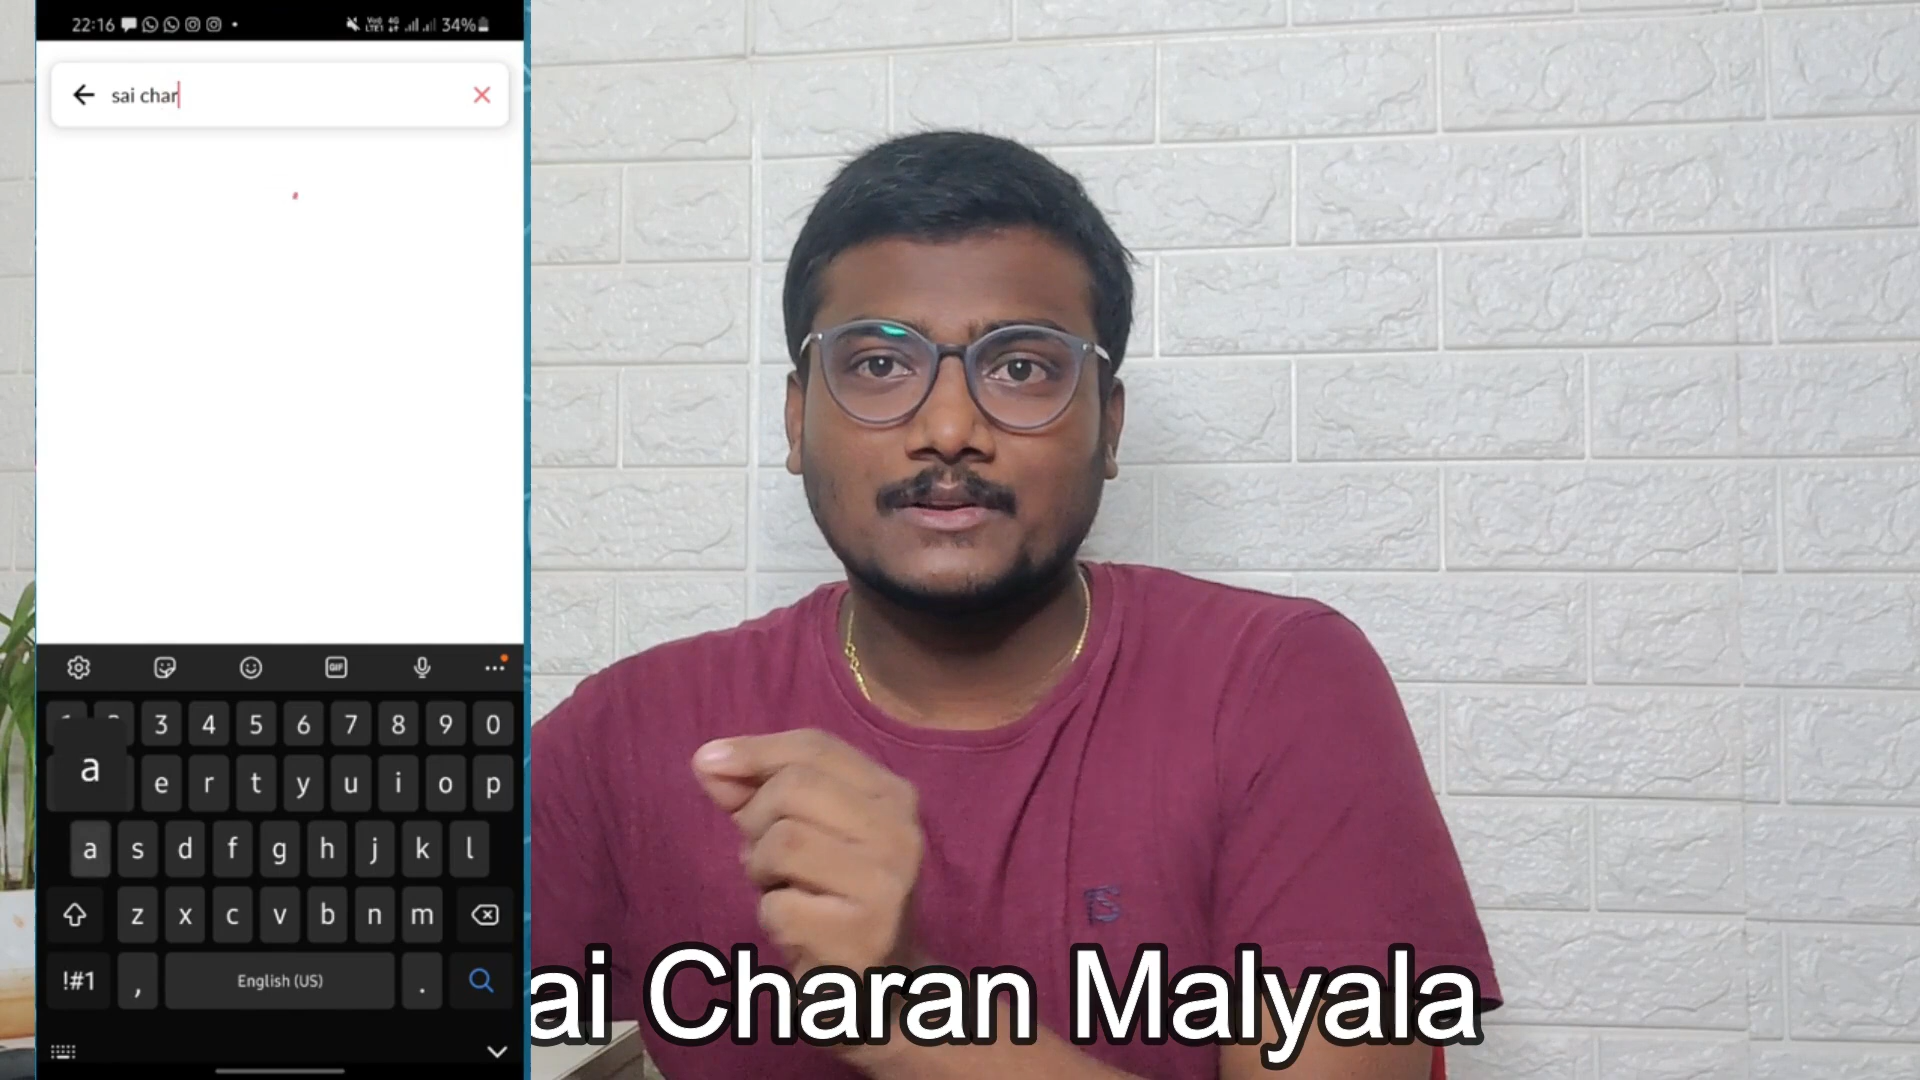 22:16
34%
sai char
GIF
3 4 5 6 7 8 9 0
a
e r t y u i o p
a s d f g h j k l
z x c v b n m
!#1 , English (US) .
ai Charan Malyala